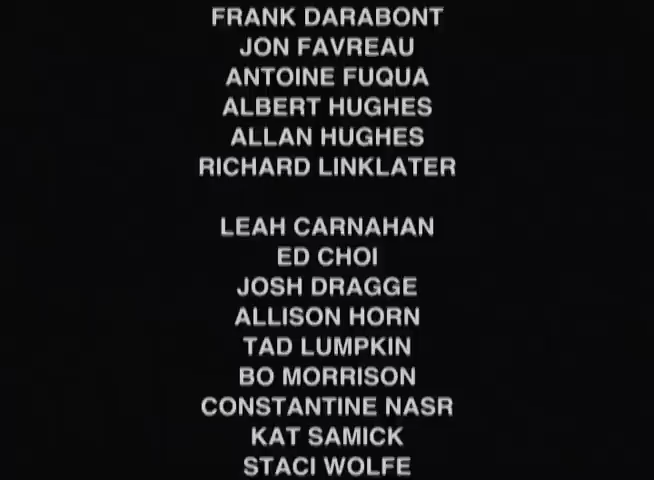 FRANK DARABONT
JON FAVREAU
ANTOINE FUQUA
ALBERT HUGHES
ALLAN HUGHES
RICHARD LINKLATER
LEAH CARNAHAN
ED CHOI
JOSH DRAGGE
ALLISON HORN
TAD LUMPKIN
BO MORRISON
CONSTANTINE NASR
KAT SAMICK
STACI WOLFE